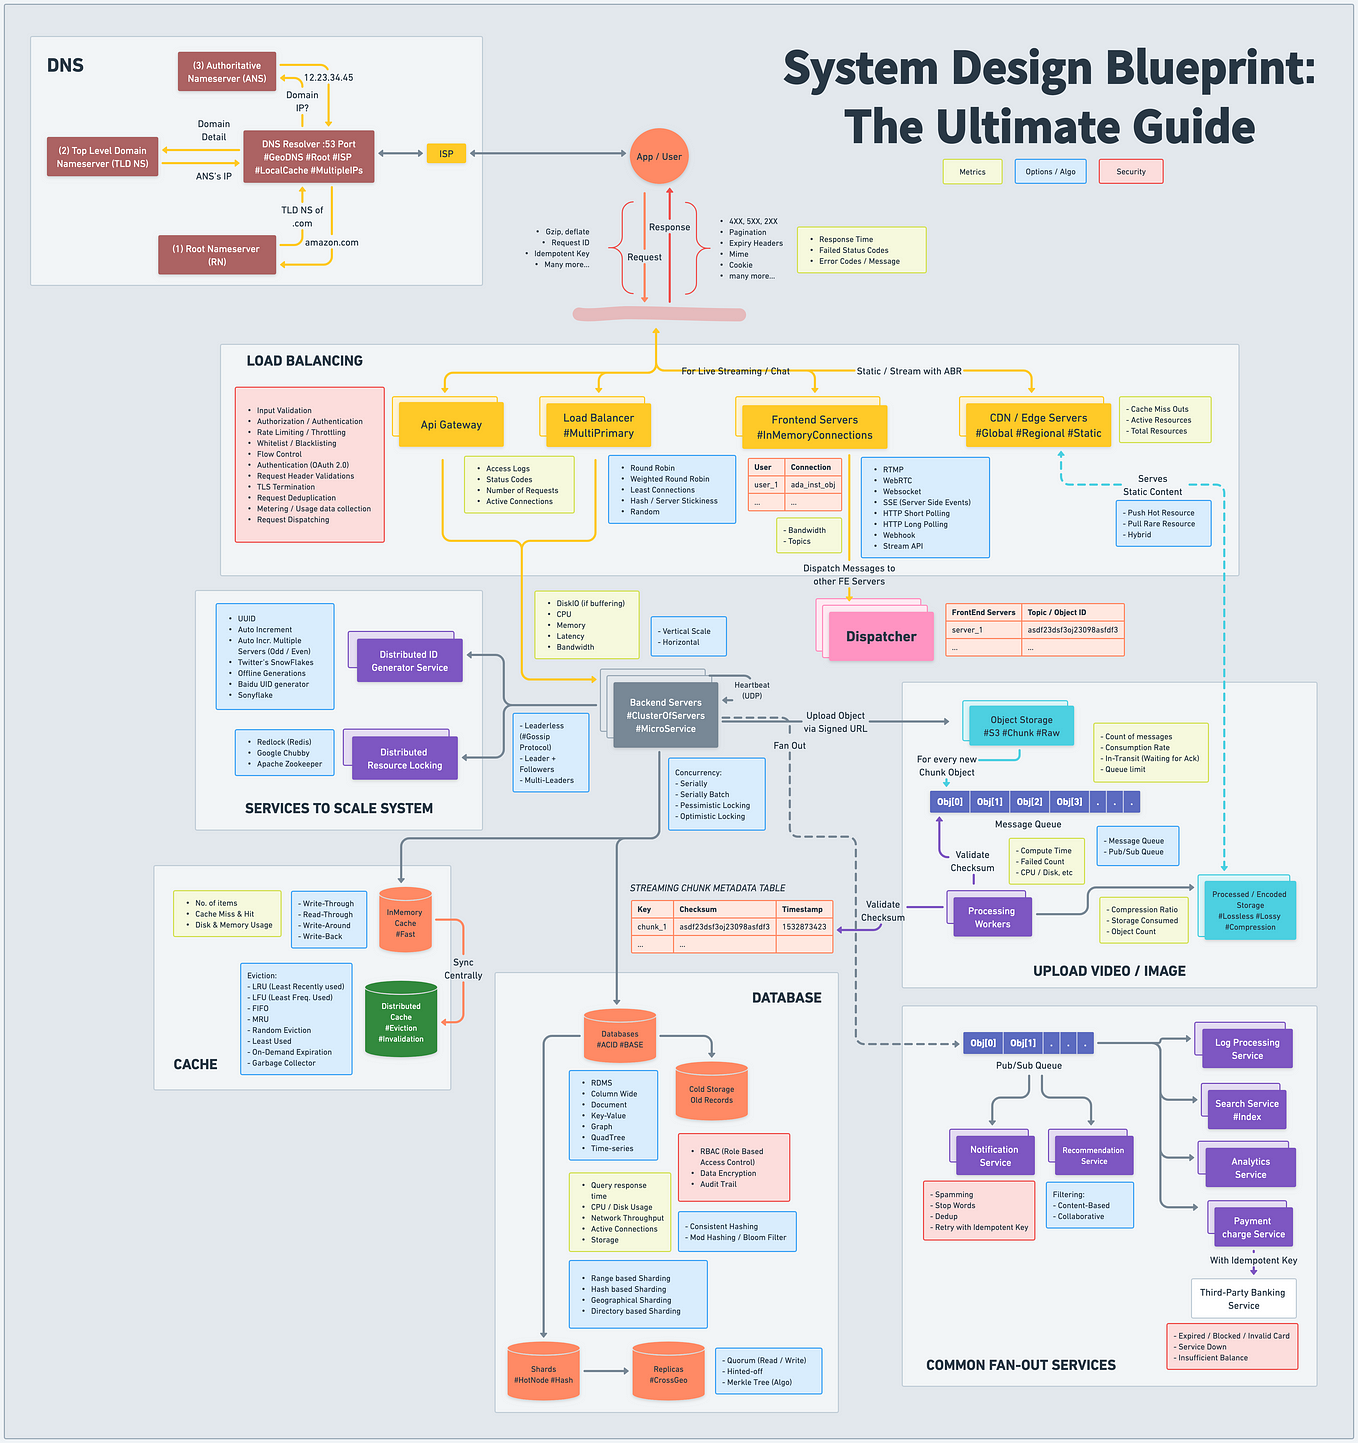 System Design Blueprint:
The Ultimate Guide
Metrics
Options / Algo
Security
DNS
(3) Authoritative
Nameserver (ANS)
12.23.34.45
Domain
IP?
Domain
Detail
(2) Top Level Domain
Nameserver (TLD NS)
DNS Resolver :53 Port
#GeoDNS #Root #ISP
#LocalCache #MultipleIPs
ANS's IP
TLD NS of
.com
amazon.com
(1) Root Nameserver
(RN)
ISP
App / User
Response
Request
• Gzip, deflate
• Request ID
• Idempotent Key
• Many more...
• 4XX, 5XX, 2XX
• Pagination
• Expiry Headers
• Mime
• Cookie
• many more...
• Response Time
• Failed Status Codes
• Error Codes / Message
LOAD BALANCING
For Live Streaming / Chat
Static / Stream with ABR
• Input Validation
• Authorization / Authentication
• Rate Limiting / Throttling
• Whitelist / Blacklisting
• Flow Control
• Authentication (OAuth 2.0)
• Request Header Validations
• TLS Termination
• Request Deduplication
• Metering / Usage data collection
• Request Dispatching
Api Gateway
Load Balancer
#MultiPrimary
Frontend Servers
#InMemoryConnections
CDN / Edge Servers
#Global #Regional #Static
- Cache Miss Outs
- Active Resources
- Total Resources
• Access Logs
• Status Codes
• Number of Requests
• Active Connections
• Round Robin
• Weighted Round Robin
• Least Connections
• Hash / Server Stickiness
• Random
User Connection
user_1 ada_inst_obj
... ...
- Bandwidth
- Topics
• RTMP
• WebRTC
• Websocket
• SSE (Server Side Events)
• HTTP Short Polling
• HTTP Long Polling
• Webhook
• Stream API
Serves
Static Content
- Push Hot Resource
- Pull Rare Resource
- Hybrid
Dispatch Messages to
other FE Servers
Dispatcher
FrontEnd Servers Topic / Object ID
server_1 asdf23dsf3oj23098asfdf3
... ...
• UUID
• Auto Increment
• Auto Incr. Multiple
Servers (Odd / Even)
• Twitter's SnowFlakes
• Offline Generations
• Baidu UID generator
• Sonyflake
Distributed ID
Generator Service
• Redlock (Redis)
• Google Chubby
• Apache Zookeeper
Distributed
Resource Locking
SERVICES TO SCALE SYSTEM
• DiskIO (if buffering)
• CPU
• Memory
• Latency
• Bandwidth
- Vertical Scale
- Horizontal
Backend Servers
#ClusterOfServers
#MicroService
Heartbeat
(UDP)
- Leaderless
(#Gossip
Protocol)
- Leader +
Followers
- Multi-Leaders
Concurrency:
- Serially
- Serially Batch
- Pessimistic Locking
- Optimistic Locking
Upload Object
via Signed URL
Fan Out
Object Storage
#S3 #Chunk #Raw
For every new
Chunk Object
- Count of messages
- Consumption Rate
- In-Transit (Waiting for Ack)
- Queue limit
Obj[0] Obj[1] Obj[2] Obj[3] . . .
Message Queue
- Message Queue
- Pub/Sub Queue
- Compute Time
- Failed Count
- CPU / Disk, etc
Validate
Checksum
Validate
Checksum
Processing
Workers
- Compression Ratio
- Storage Consumed
- Object Count
Processed / Encoded
Storage
#Lossless #Lossy
#Compression
UPLOAD VIDEO / IMAGE
STREAMING CHUNK METADATA TABLE
Key Checksum Timestamp
chunk_1 asdf23dsf3oj23098asfdf3 1532873423
... ...
• No. of items
• Cache Miss & Hit
• Disk & Memory Usage
- Write-Through
- Read-Through
- Write-Around
- Write-Back
InMemory
Cache
#Fast
Sync
Centrally
Eviction:
- LRU (Least Recently used)
- LFU (Least Freq. Used)
- FIFO
- MRU
- Random Eviction
- Least Used
- On-Demand Expiration
- Garbage Collector
Distributed
Cache
#Eviction
#Invalidation
CACHE
DATABASE
Databases
#ACID #BASE
Cold Storage
Old Records
• RDMS
• Column Wide
• Document
• Key-Value
• Graph
• QuadTree
• Time-series
• RBAC (Role Based
Access Control)
• Data Encryption
• Audit Trail
• Query response
time
• CPU / Disk Usage
• Network Throughput
• Active Connections
• Storage
- Consistent Hashing
- Mod Hashing / Bloom Filter
• Range based Sharding
• Hash based Sharding
• Geographical Sharding
• Directory based Sharding
Shards
#HotNode #Hash
Replicas
#CrossGeo
- Quorum (Read / Write)
- Hinted-off
- Merkle Tree (Algo)
Obj[0] Obj[1] . . .
Pub/Sub Queue
Log Processing
Service
Search Service
#Index
Analytics
Service
Payment
charge Service
Notification
Service
Recommendation
Service
- Spamming
- Stop Words
- Dedup
- Retry with Idempotent Key
Filtering:
- Content-Based
- Collaborative
With Idempotent Key
Third-Party Banking
Service
- Expired / Blocked / Invalid Card
- Service Down
- Insufficient Balance
COMMON FAN-OUT SERVICES